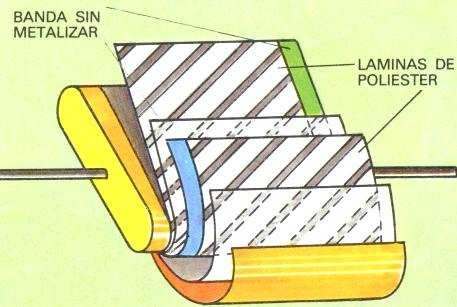 BANDA SIN
METALIZAR
LAMINAS DE
POLIESTER